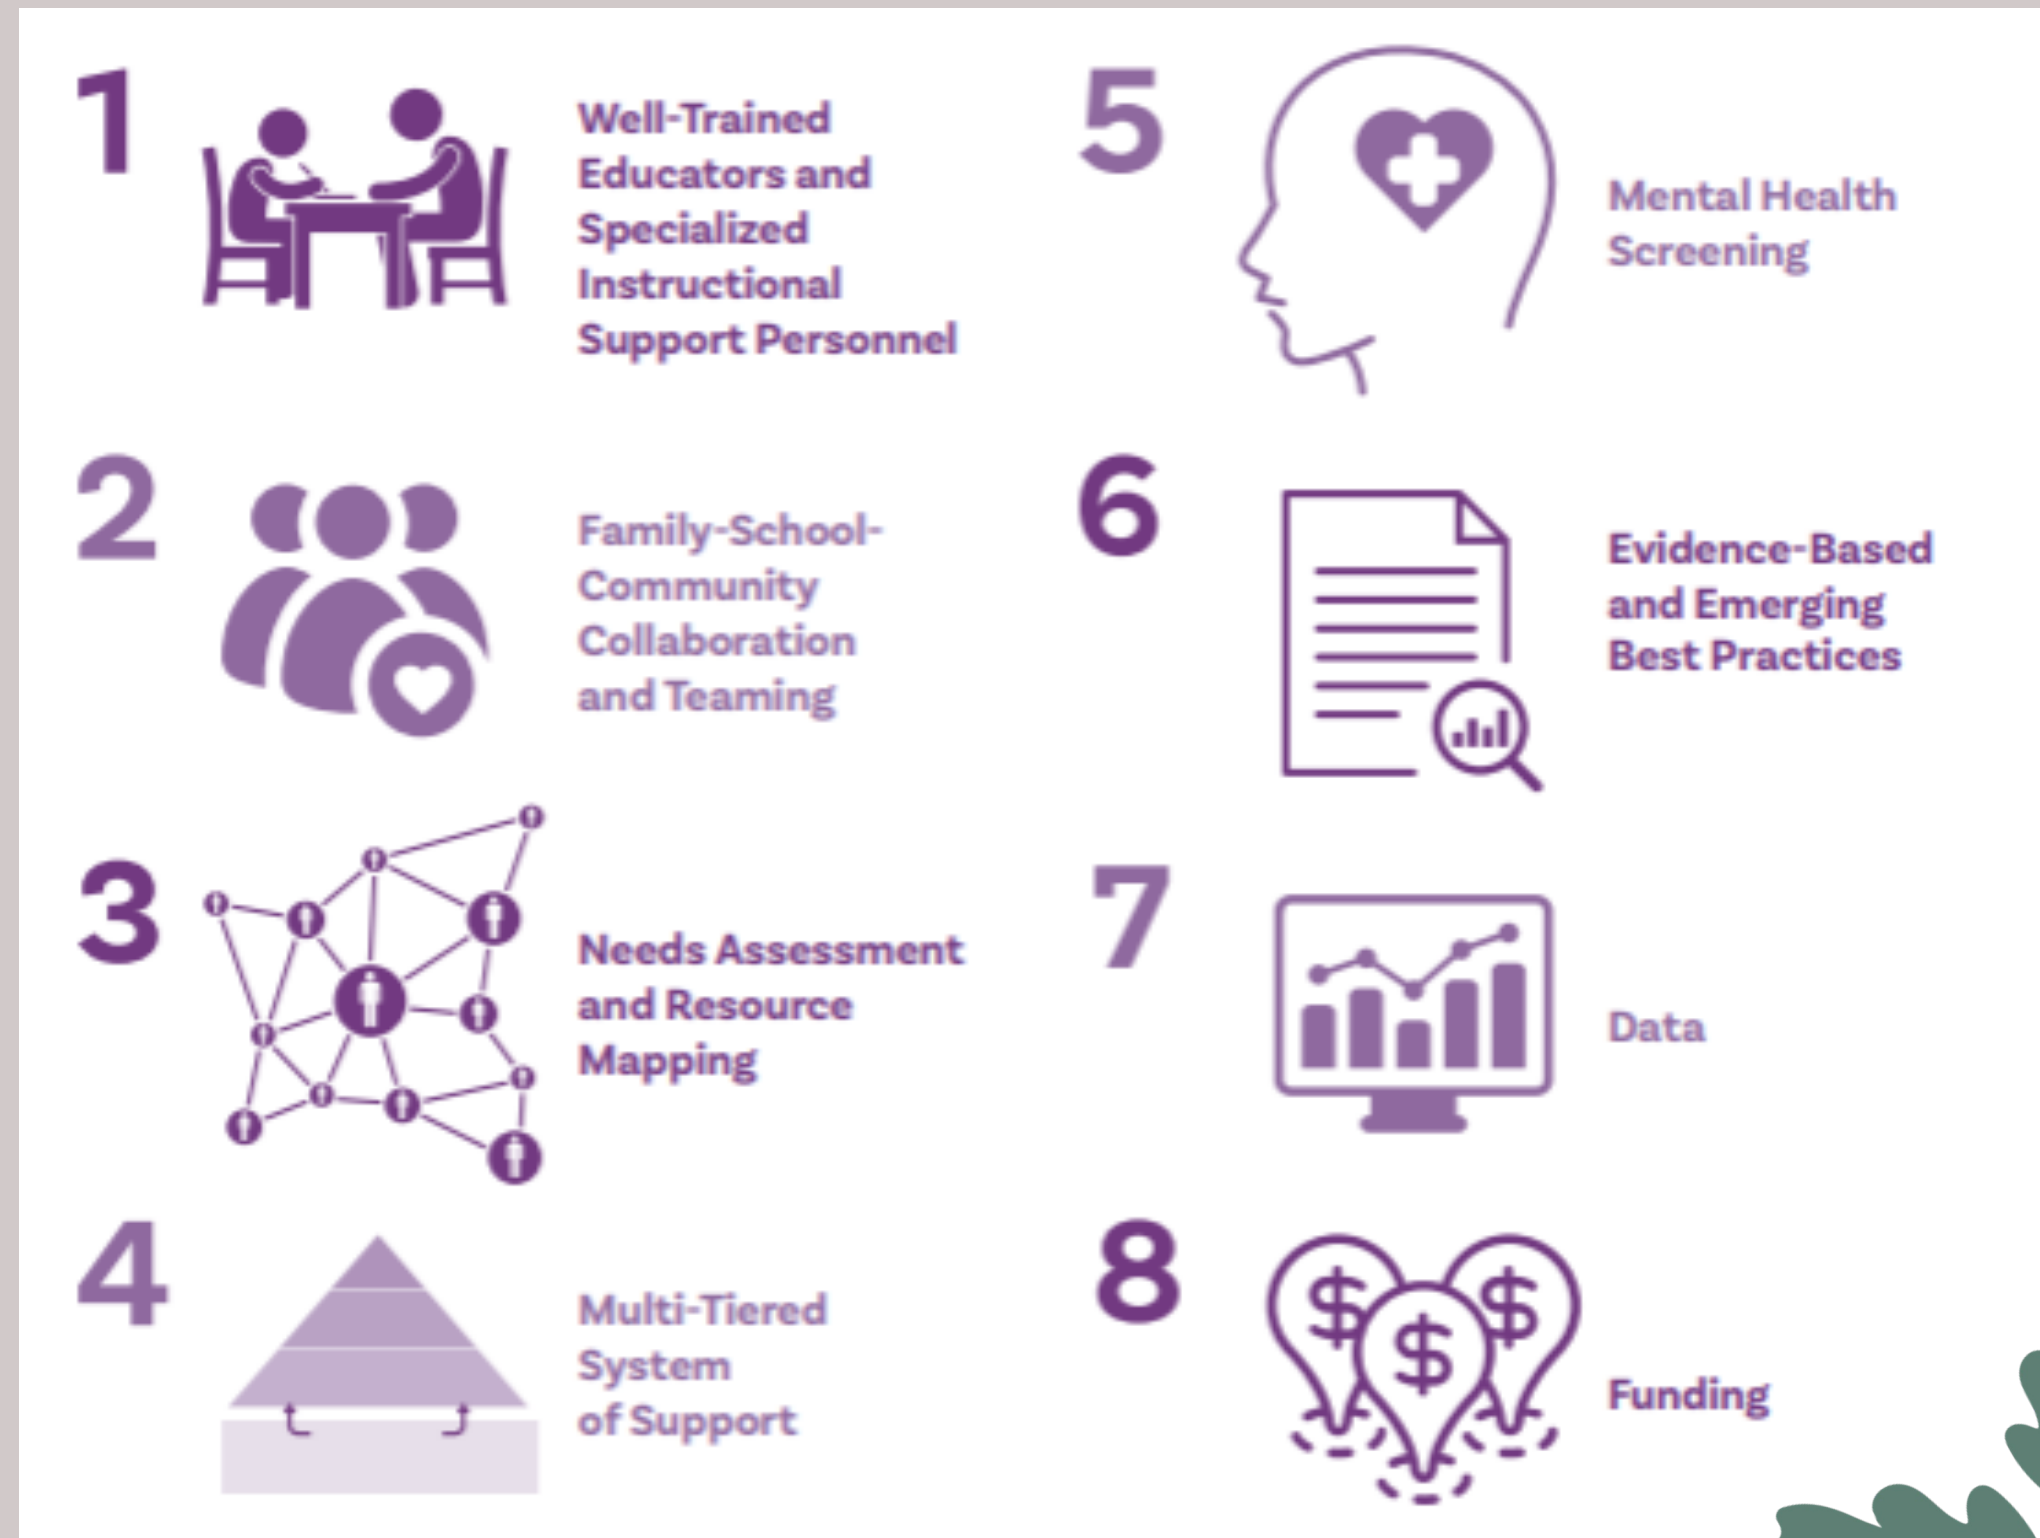 1
Well-Trained
Educators and
Specialized
Instructional
Support Personnel
2
Family-School-
Community
Collaboration
and Teaming
3
Needs Assessment
and Resource
Mapping
4
Multi-Tiered
System
of Support
5
Mental Health
Screening
6
Evidence-Based
and Emerging
Best Practices
7
Data
8
$ $ $
Funding